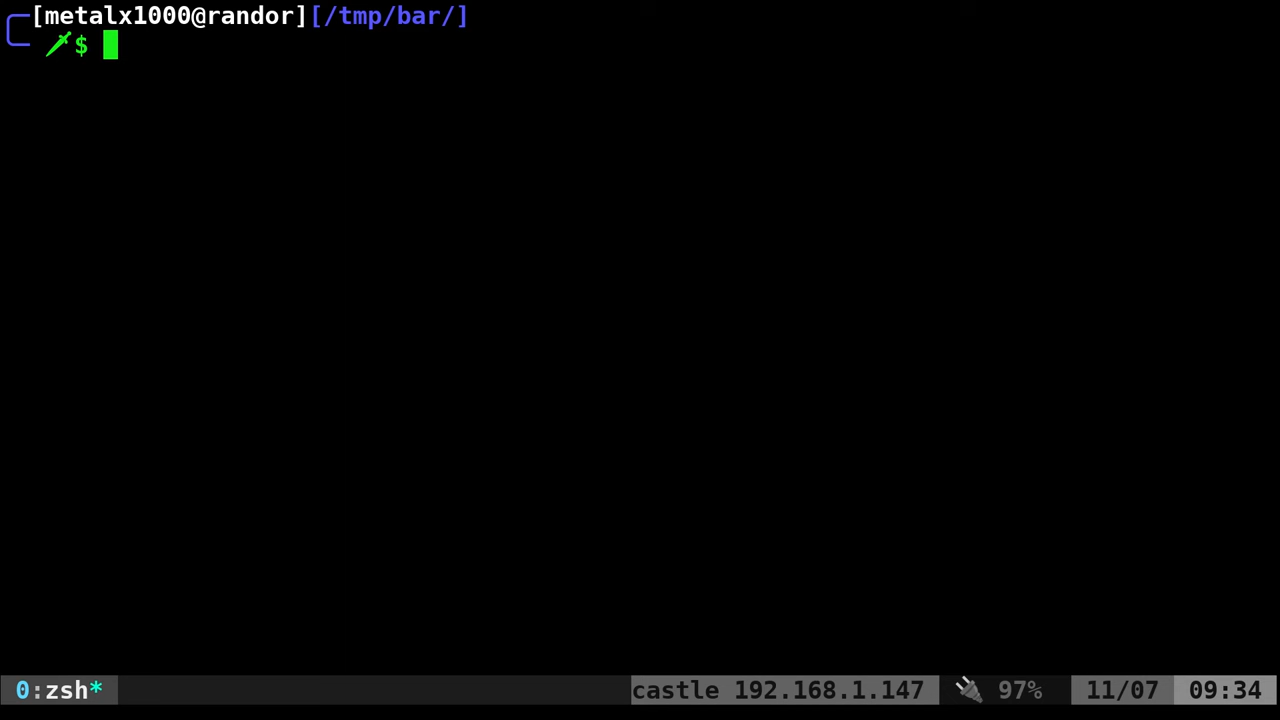 [metalx1000@randor][/tmp/bar/]
$
0:zsh* castle 192.168.1.147 97% 11/07 09:34